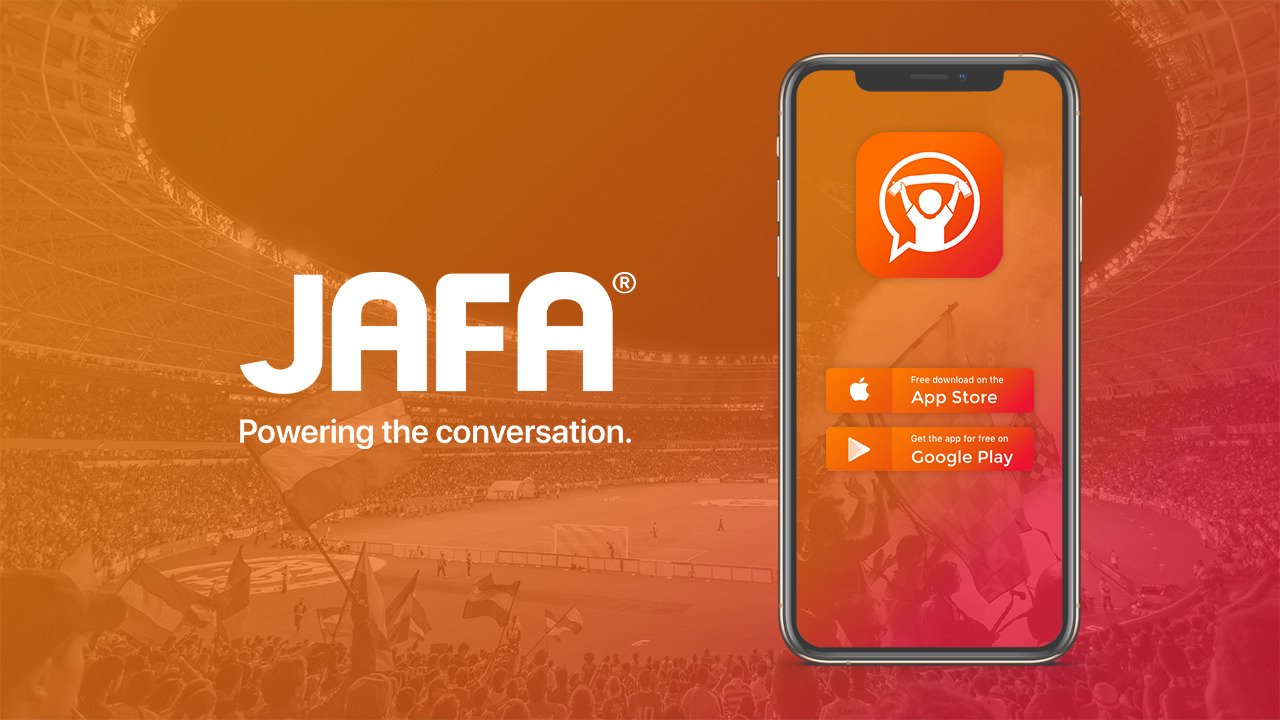 JAFA®
Powering the conversation.
Free download on the
App Store
Get the app for free on
Google Play